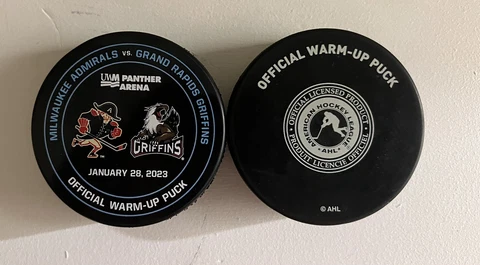 MILWAUKEE ADMIRALS vs. GRAND RAPIDS GRIFFINS
UWM PANTHER
ARENA
GRIFFINS
JANUARY 28, 2023
OFFICIAL WARM-UP PUCK
OFFICIAL WARM-UP PUCK
OFFICIAL LICENSED PRODUCT
AMERICAN HOCKEY LEAGUE
• AHL •
PRODUIT LICENCIÉ OFFICIEL
© AHL